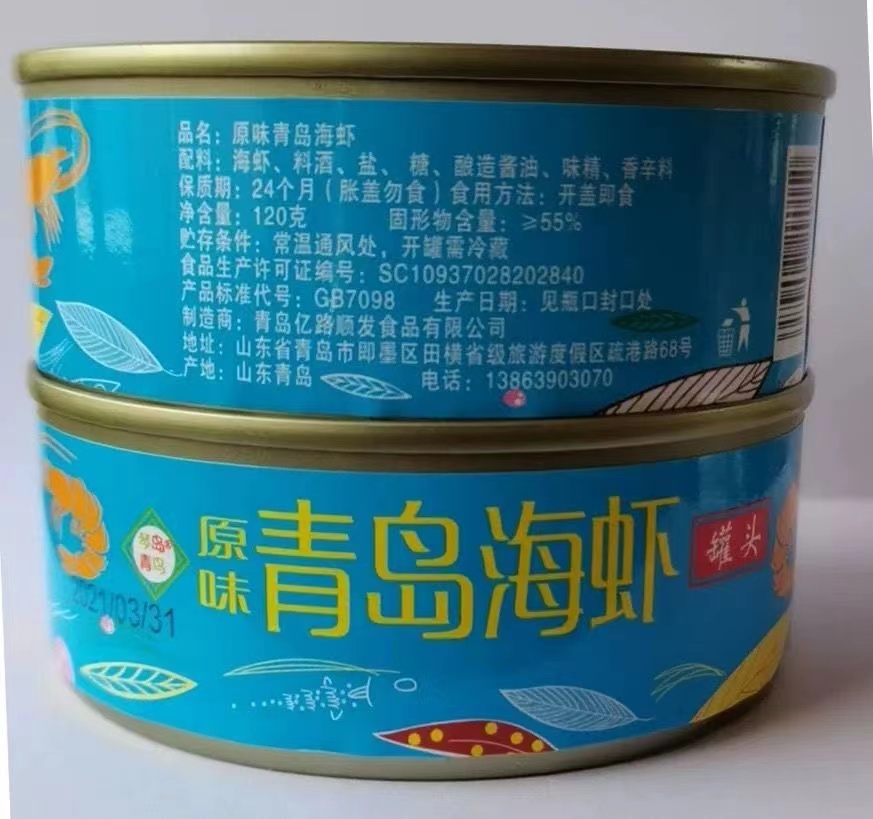 品名：原味青岛海虾
配料：海虾、料酒、盐、糖、酿造酱油、味精、香辛料
保质期：24个月（胀盖勿食）食用方法：开盖即食
净含量：120克 固形物含量：≥55%
贮存条件：常温通风处，开罐需冷藏
食品生产许可证编号：SC10937028202840
产品标准代号：GB7098 生产日期：见瓶口封口处
制造商：青岛亿路顺发食品有限公司
地址：山东省青岛市即墨区田横省级旅游度假区疏港路68号
产地：山东青岛 电话：13863903070
原味
青岛海虾
罐头
琴岛
青鸟
2021/03/31